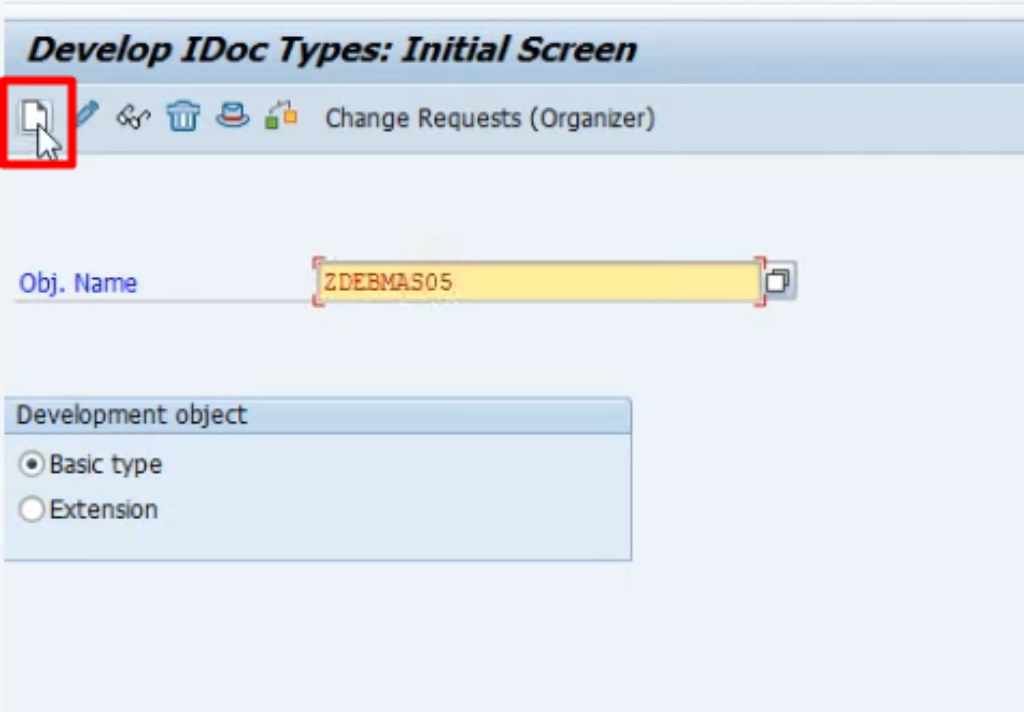 Develop IDoc Types: Initial Screen
Change Requests (Organizer)
Obj. Name ZDEBMAS05
Development object
Basic type
Extension